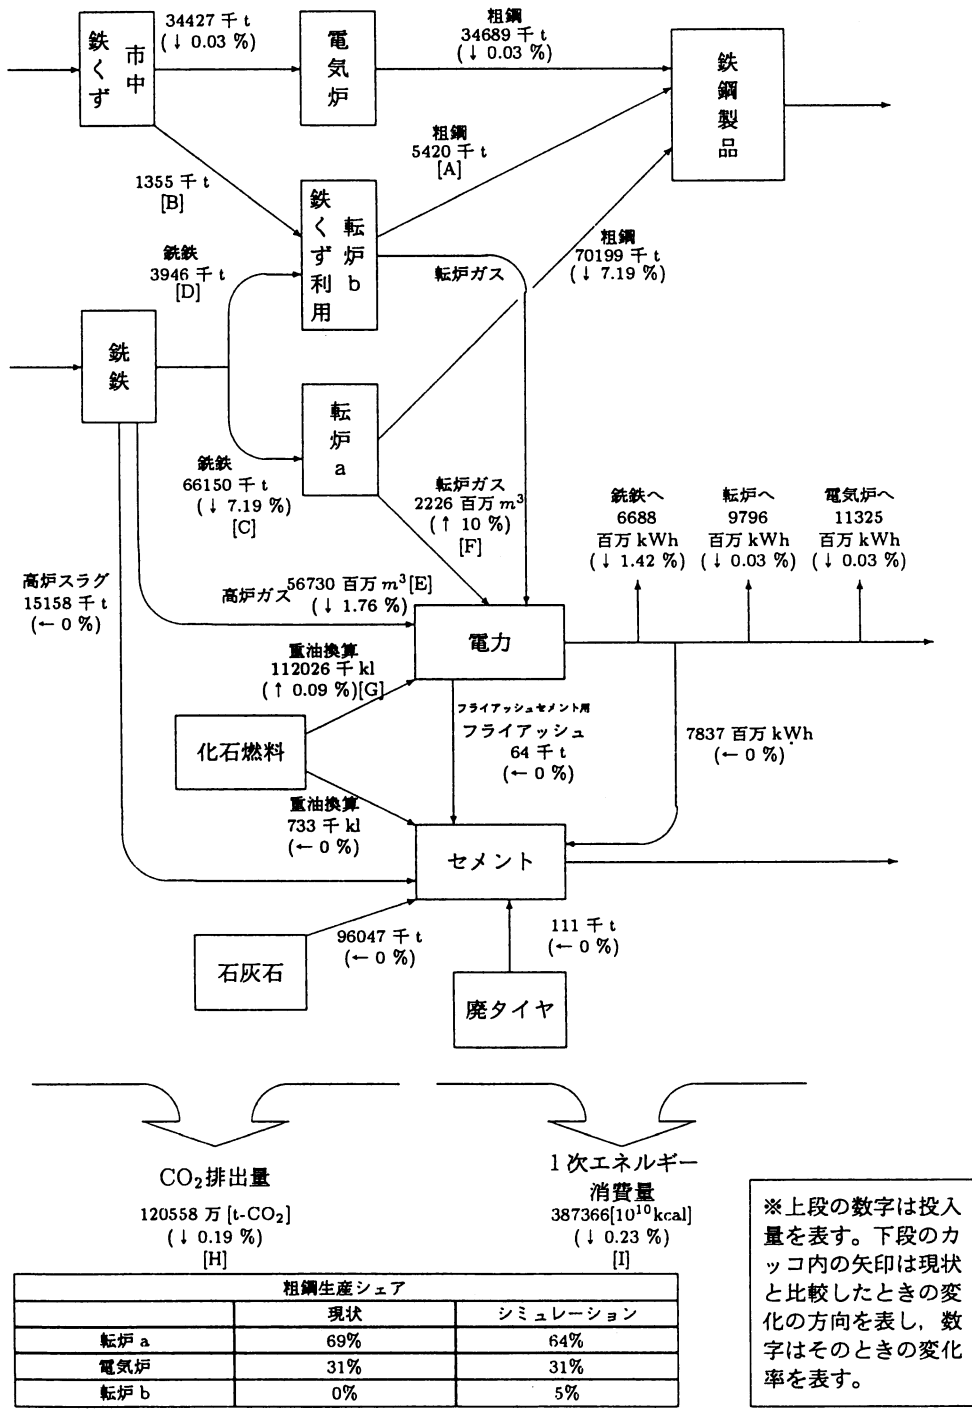 34427 千 t
(↓ 0.03 %)
市中
鉄くず
電気炉
粗鋼
34689 千 t
(↓ 0.03 %)
鉄鋼製品
粗鋼
5420 千 t
[A]
1355 千 t
[B]
転炉 b
鉄くず利用
粗鋼
70199 千 t
(↓ 7.19 %)
銑鉄
3946 千 t
[D]
転炉ガス
銑鉄
転炉 a
銑鉄
66150 千 t
(↓ 7.19 %)
[C]
転炉ガス
2226 百万 m³
(↑ 10 %)
[F]
銑鉄へ
6688
百万 kWh
(↓ 1.42 %)
転炉へ
9796
百万 kWh
(↓ 0.03 %)
電気炉へ
11325
百万 kWh
(↓ 0.03 %)
高炉スラグ
15158 千 t
(← 0 %)
高炉ガス
56730 百万 m³[E]
(↓ 1.76 %)
電力
重油換算
112026 千 kl
(↑ 0.09 %)[G]
フライアッシュセメント用
フライアッシュ
64 千 t
(← 0 %)
7837 百万 kWh
(← 0 %)
化石燃料
重油換算
733 千 kl
(← 0 %)
セメント
石灰石
96047 千 t
(← 0 %)
111 千 t
(← 0 %)
廃タイヤ
CO₂排出量
120558 万 [t-CO₂]
(↓ 0.19 %)
[H]
1 次エネルギー
消費量
387366[10¹⁰kcal]
(↓ 0.23 %)
[I]
※上段の数字は投入
量を表す。下段のカ
ッコ内の矢印は現状
と比較したときの変
化の方向を表し，数
字はそのときの変化
率を表す。
粗鋼生産シェア
現状 シミュレーション
転炉 a 69% 64%
電気炉 31% 31%
転炉 b 0% 5%